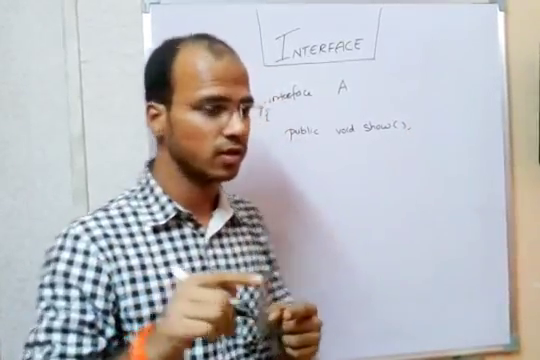 INTERFACE
interface A
{
public void show();